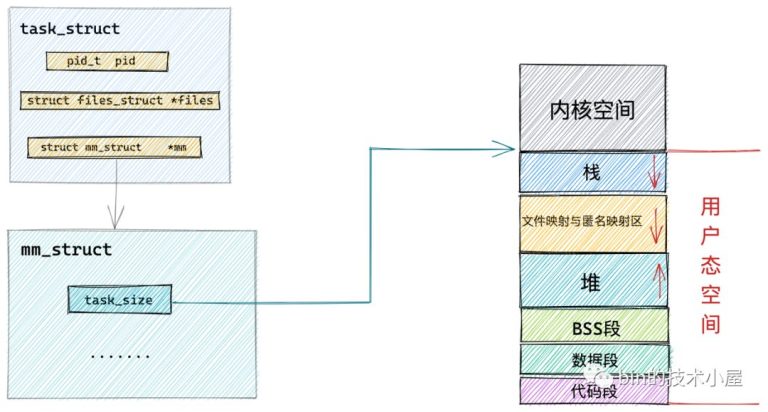 task_struct
pid_t pid
struct files_struct *files
struct mm_struct *mm
mm_struct
task_size
.......
内核空间
栈
文件映射与匿名映射区
堆
BSS段
数据段
代码段
用户态空间
bin的技术小屋